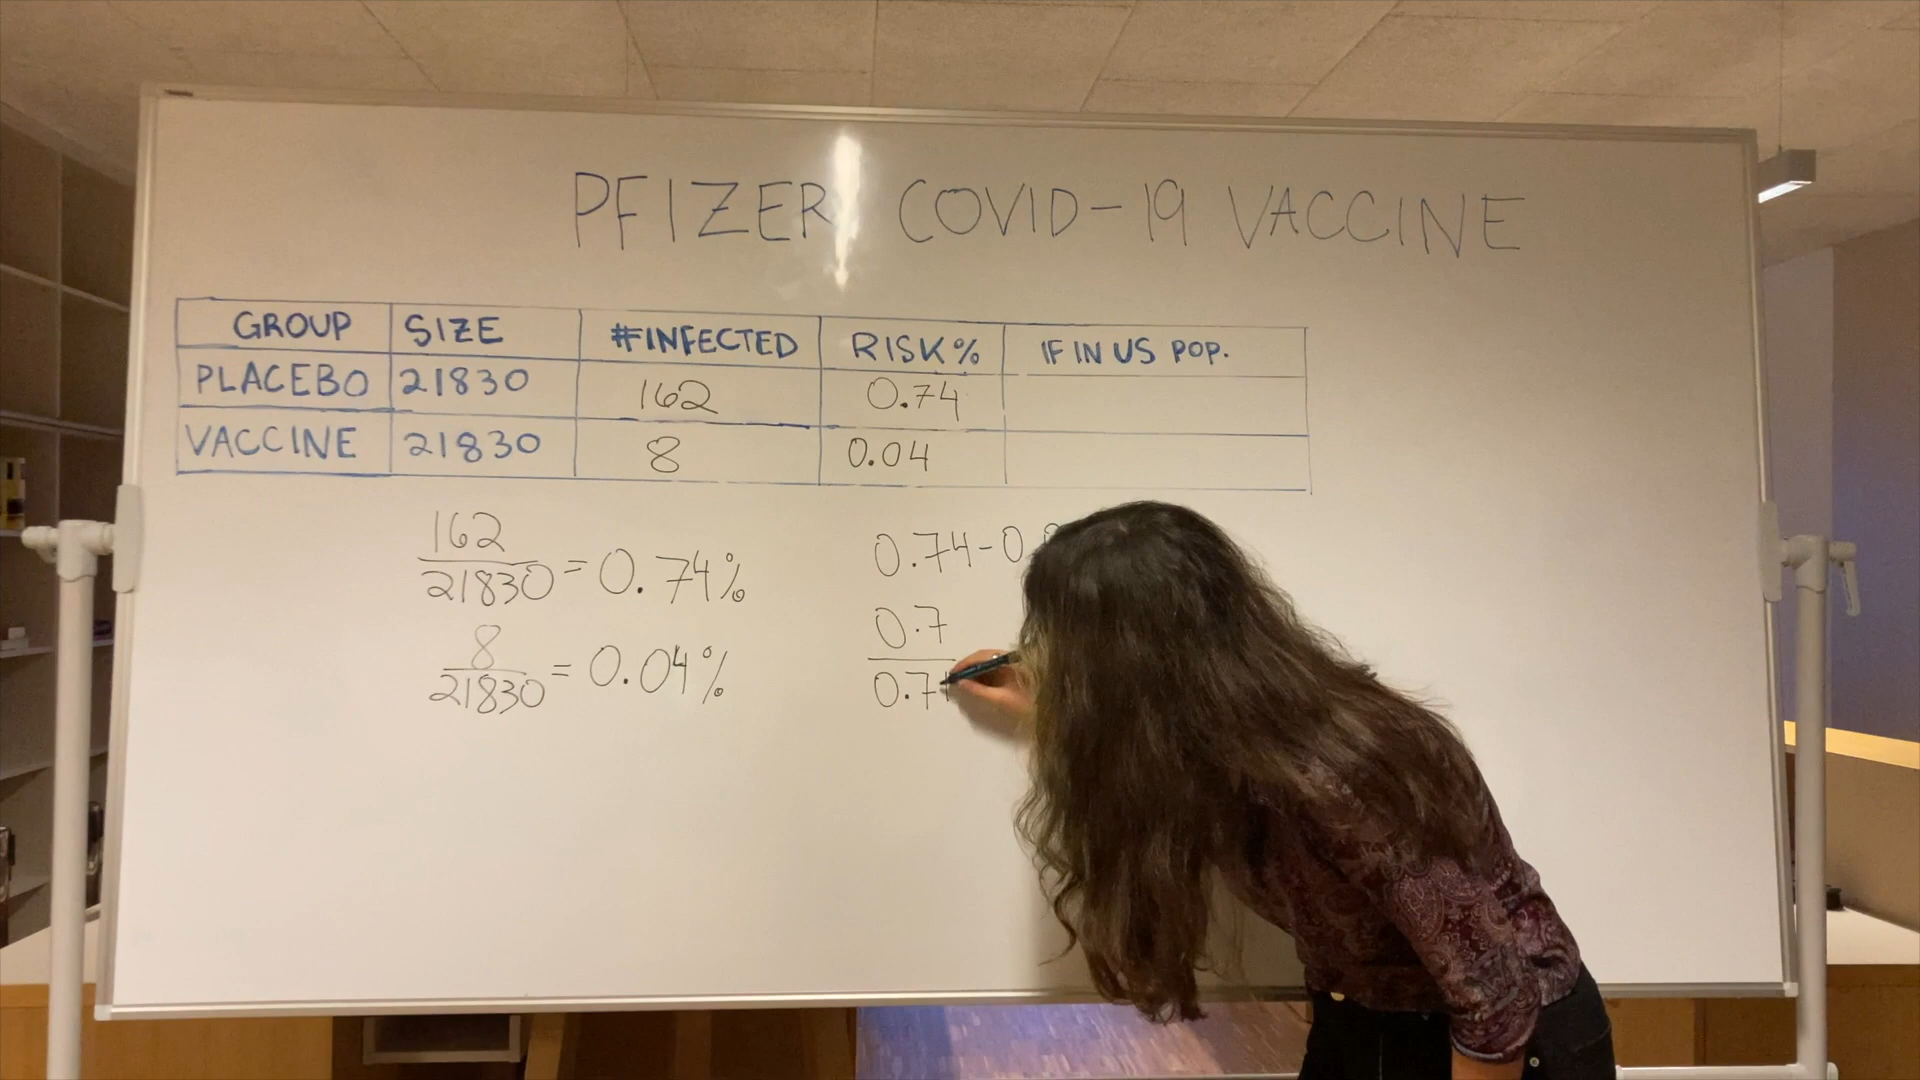 PFIZER COVID-19 VACCINE
GROUP SIZE #INFECTED RISK% IF IN US POP.
PLACEBO 21830 162 0.74
VACCINE 21830 8 0.04
162
21830 = 0.74%
8
21830 = 0.04%
0.74-0.
0.7
0.7